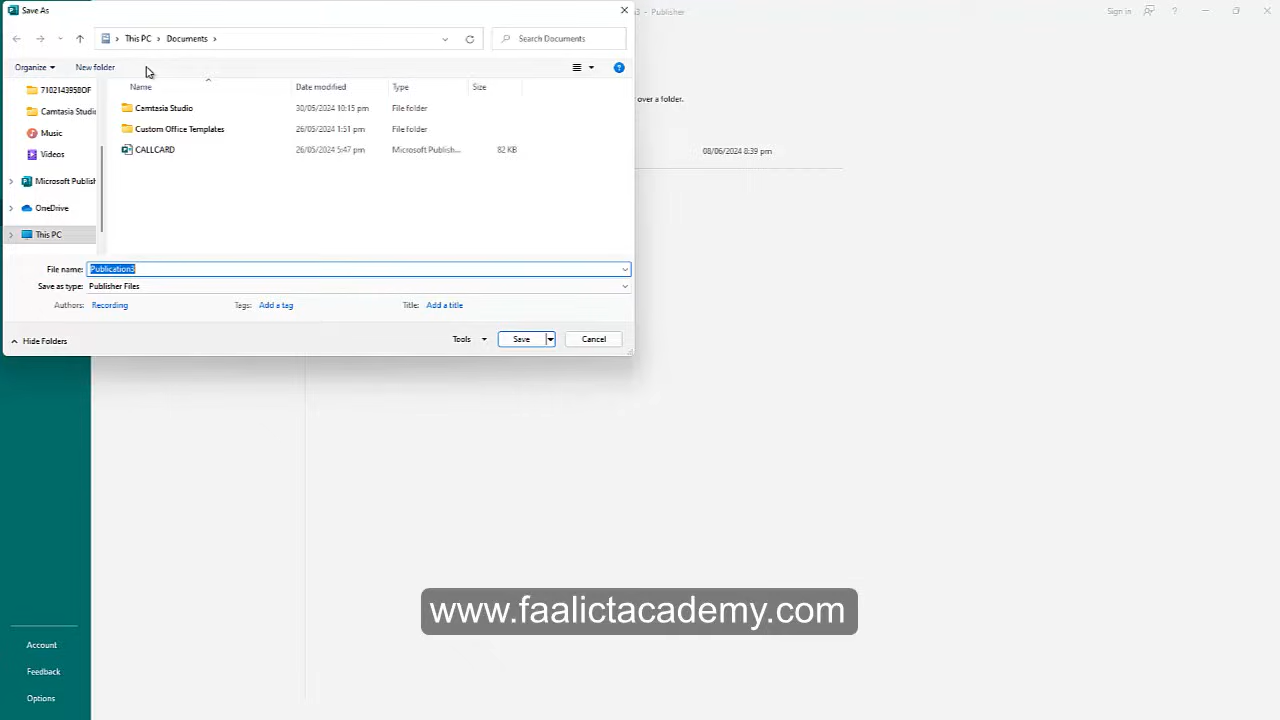 Save As
3 - Publisher
Sign in
This PC > Documents >
Search Documents
Organize
New folder
Name
Date modified
Type
Size
7102143958OF
Camtasia Studio
30/05/2024 10:15 pm
File folder
over a folder.
Camtasia Studi
Custom Office Templates
26/05/2024 1:51 pm
File folder
Music
CALLCARD
26/05/2024 5:47 pm
Microsoft Publish...
82 KB
08/06/2024 8:39 pm
Videos
Microsoft Publish
OneDrive
This PC
File name:
Publication3
Save as type:
Publisher Files
Authors:
Recording
Tags:
Add a tag
Title:
Add a title
Hide Folders
Tools
Save
Cancel
www.faalictacademy.com
Account
Feedback
Options